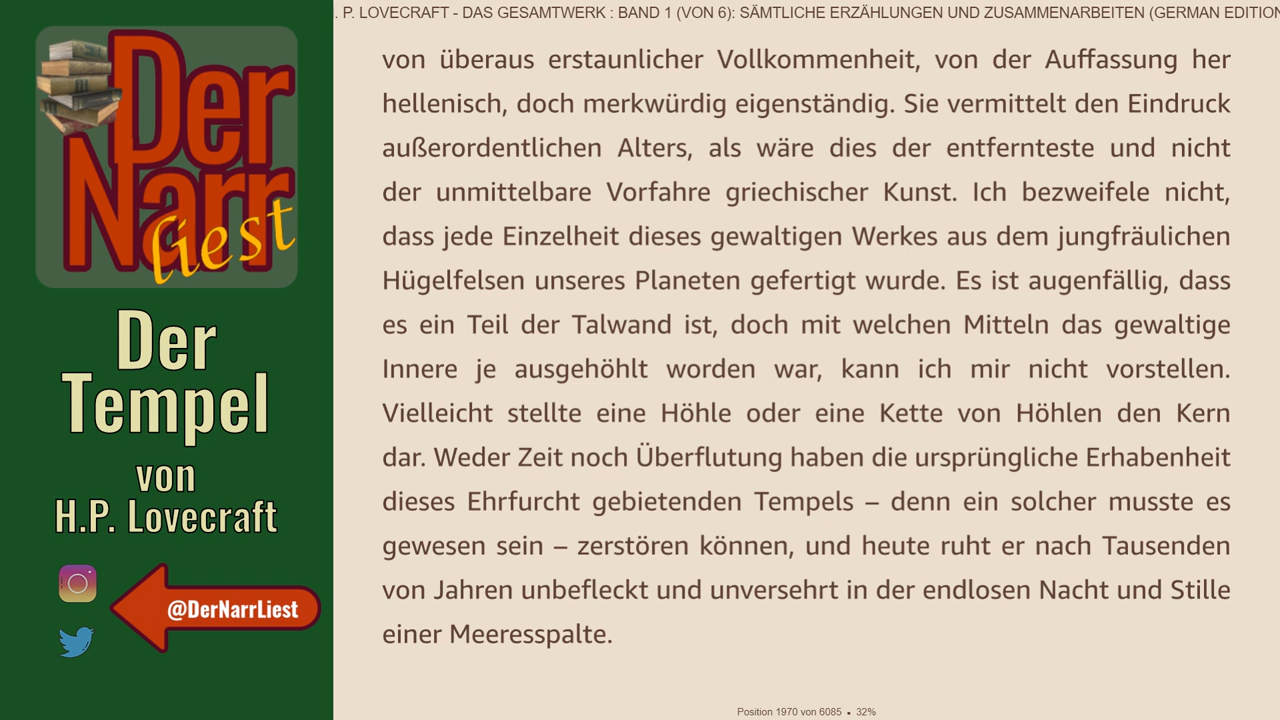 Der
Narr
liest
Der
Tempel
von
H.P. Lovecraft
@DerNarrLiest
. P. LOVECRAFT - DAS GESAMTWERK : BAND 1 (VON 6): SÄMTLICHE ERZÄHLUNGEN UND ZUSAMMENARBEITEN (GERMAN EDITION
von überaus erstaunlicher Vollkommenheit, von der Auffassung her
hellenisch, doch merkwürdig eigenständig. Sie vermittelt den Eindruck
außerordentlichen Alters, als wäre dies der entfernteste und nicht
der unmittelbare Vorfahre griechischer Kunst. Ich bezweifele nicht,
dass jede Einzelheit dieses gewaltigen Werkes aus dem jungfräulichen
Hügelfelsen unseres Planeten gefertigt wurde. Es ist augenfällig, dass
es ein Teil der Talwand ist, doch mit welchen Mitteln das gewaltige
Innere je ausgehöhlt worden war, kann ich mir nicht vorstellen.
Vielleicht stellte eine Höhle oder eine Kette von Höhlen den Kern
dar. Weder Zeit noch Überflutung haben die ursprüngliche Erhabenheit
dieses Ehrfurcht gebietenden Tempels – denn ein solcher musste es
gewesen sein – zerstören können, und heute ruht er nach Tausenden
von Jahren unbefleckt und unversehrt in der endlosen Nacht und Stille
einer Meeresspalte.
Position 1970 von 6085 • 32%